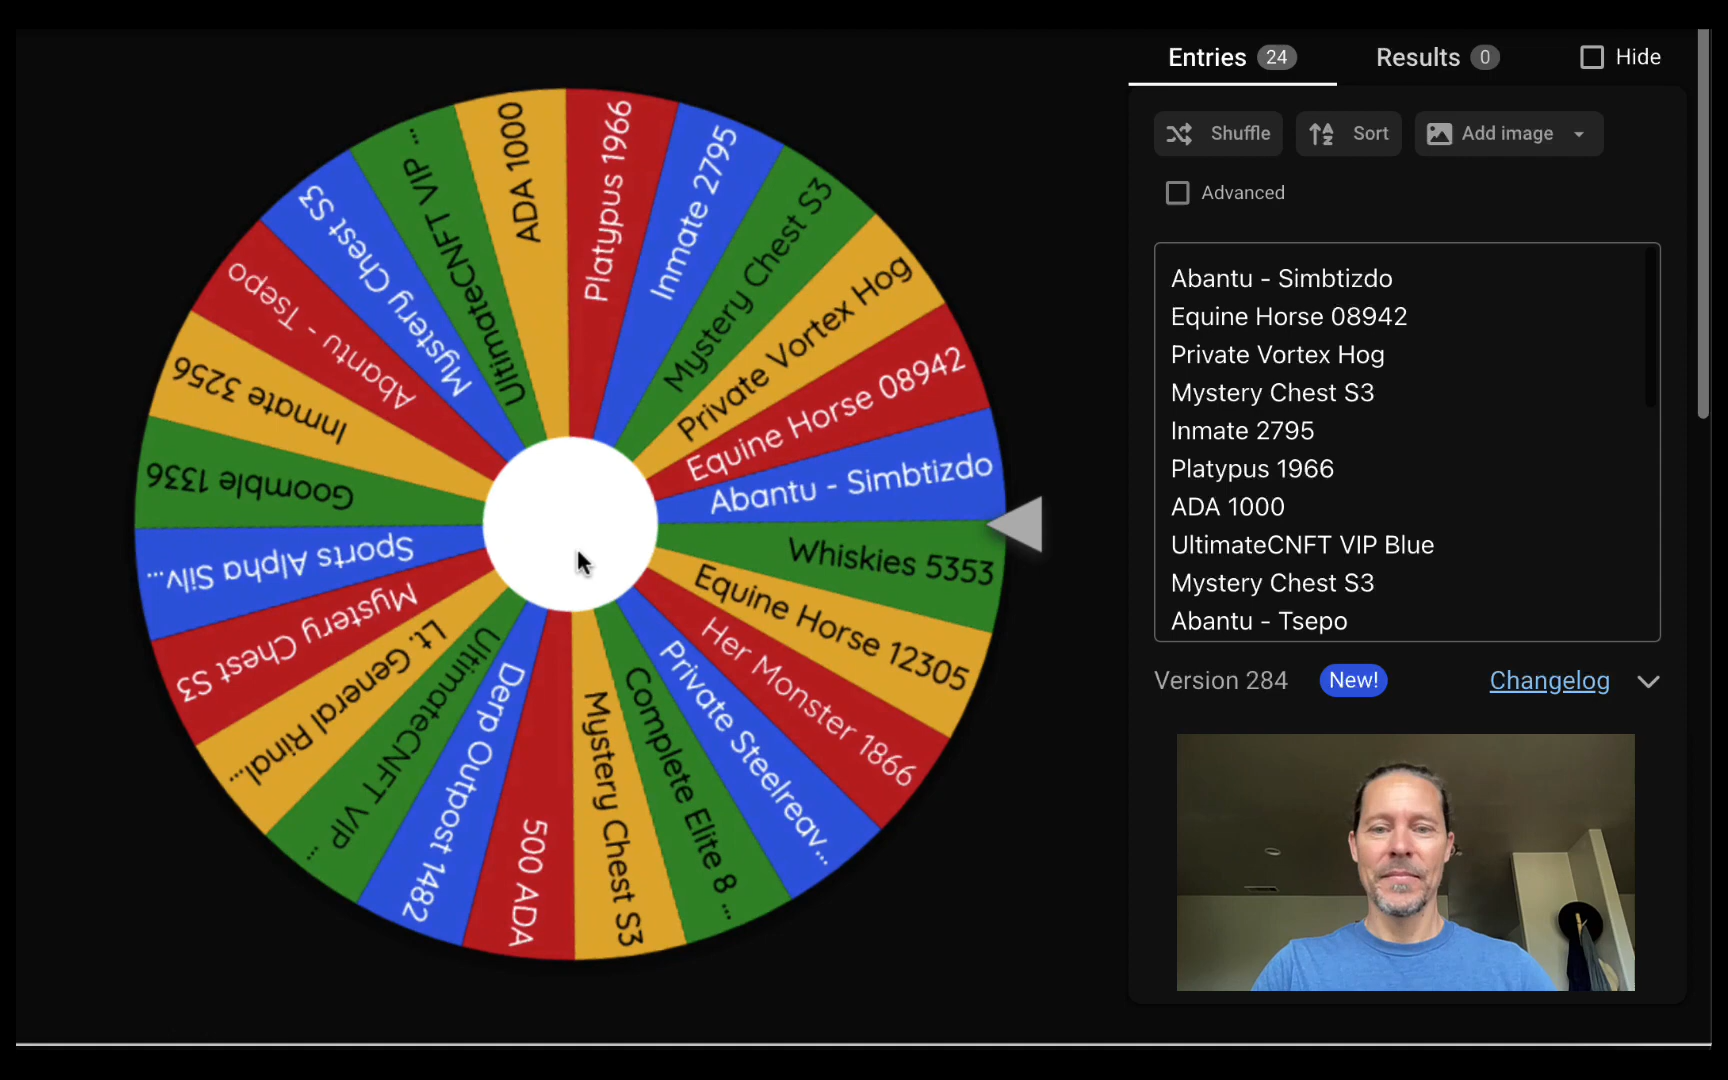 Entries 24
Results 0
Hide
Shuffle
Sort
Add image
Advanced
Abantu - Simbtizdo
Equine Horse 08942
Private Vortex Hog
Mystery Chest S3
Inmate 2795
Platypus 1966
ADA 1000
UltimateCNFT VIP Blue
Mystery Chest S3
Abantu - Tsepo
Version 284
New!
Changelog
Platypus 1966
Inmate 2795
Mystery Chest S3
Private Vortex Hog
Equine Horse 08942
Abantu - Simbtizdo
Whiskies 5353
Equine Horse 12305
Her Monster 1866
Private Steelreav...
Complete Elite 8 ...
Mystery Chest S3
500 ADA
Derp Outpost 1482
UltimateCNFT VIP ...
Lt. General Rinal...
Mystery Chest S3
Sports Alpha Silv...
Goomble 1336
Inmate 3256
Abantu - Tsepo
Mystery Chest S3
UltimateCNFT VIP ...
ADA 1000